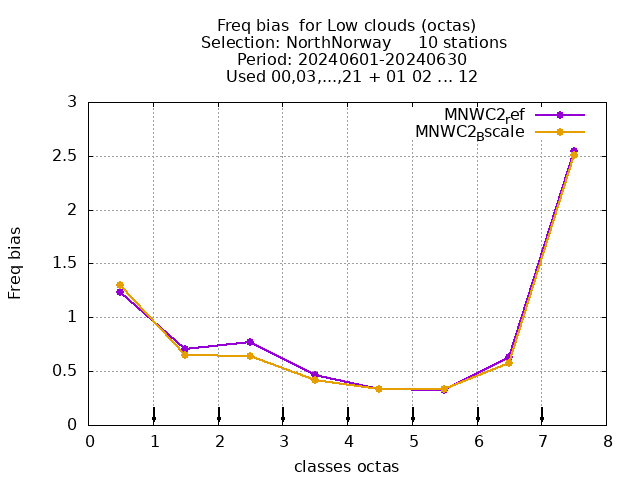 Freq bias  for Low clouds (octas)
Selection: NorthNorway     10 stations
Period: 20240601-20240630
Used 00,03,...,21 + 01 02 ... 12
MNWC2ref
MNWC2Bscale
3
2.5
2
1.5
1
0.5
0
0 1 2 3 4 5 6 7 8
Freq bias
classes octas